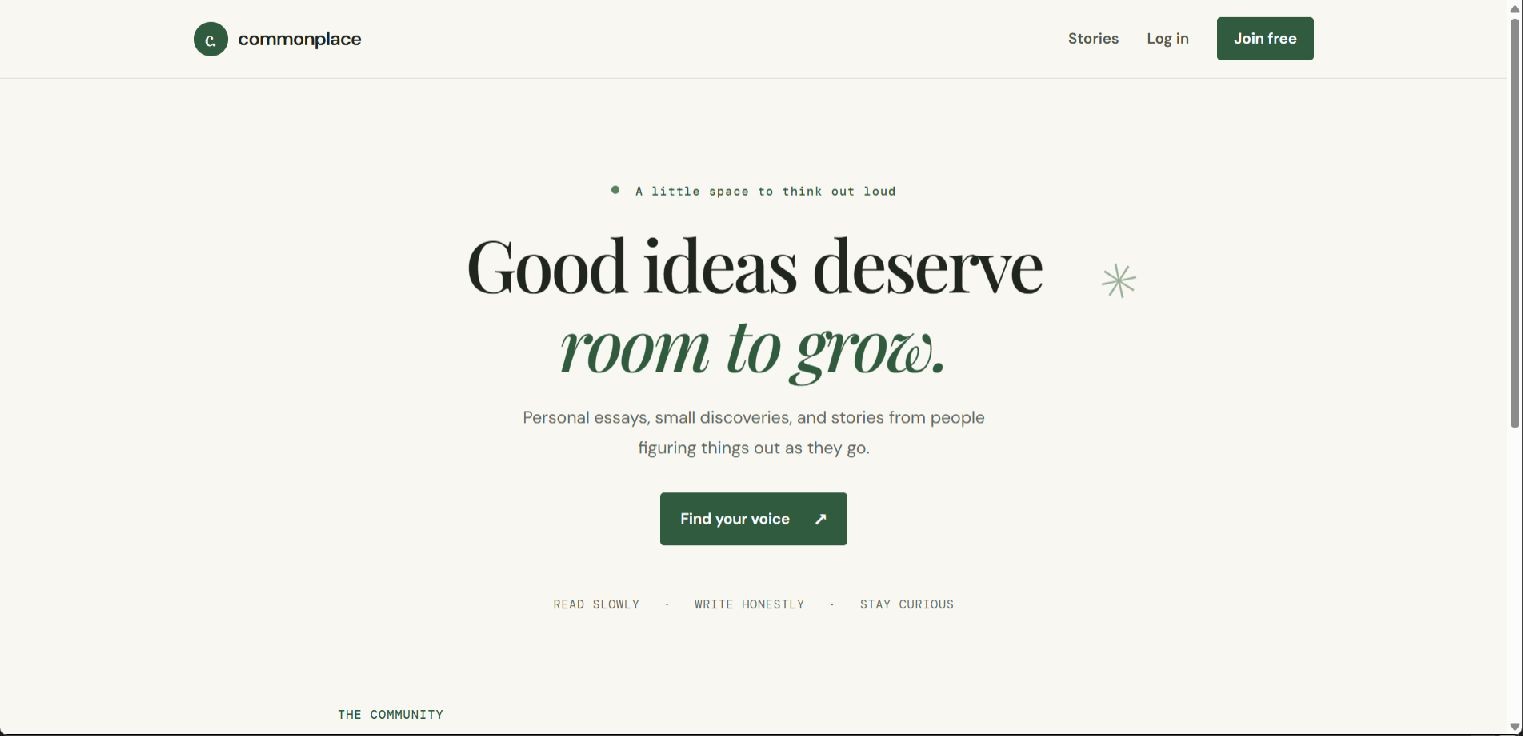 c. commonplace
Stories Log in Join free
A little space to think out loud
Good ideas deserve
room to grow.
Personal essays, small discoveries, and stories from people
figuring things out as they go.
Find your voice ↗
READ SLOWLY · WRITE HONESTLY · STAY CURIOUS
THE COMMUNITY